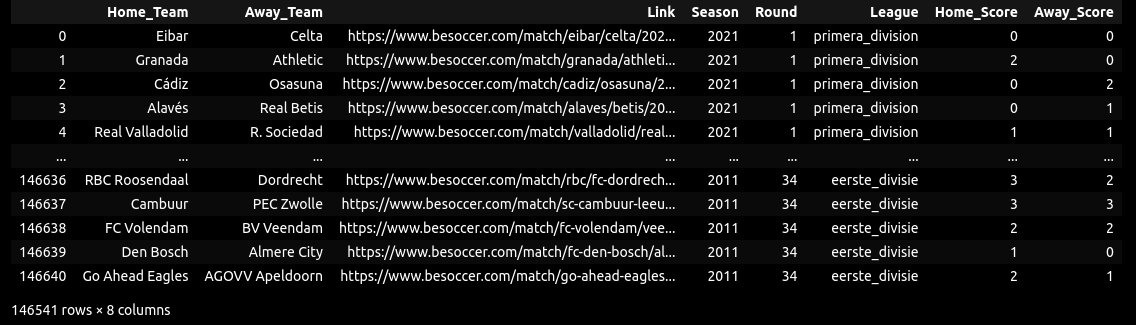 Home_Team Away_Team Link Season Round League Home_Score Away_Score
0 Eibar Celta https://www.besoccer.com/match/eibar/celta/202... 2021 1 primera_division 0 0
1 Granada Athletic https://www.besoccer.com/match/granada/athleti... 2021 1 primera_division 2 0
2 Cádiz Osasuna https://www.besoccer.com/match/cadiz/osasuna/2... 2021 1 primera_division 0 2
3 Alavés Real Betis https://www.besoccer.com/match/alaves/betis/20... 2021 1 primera_division 0 1
4 Real Valladolid R. Sociedad https://www.besoccer.com/match/valladolid/real... 2021 1 primera_division 1 1
... ... ... ... ... ... ... ... ...
146636 RBC Roosendaal Dordrecht https://www.besoccer.com/match/rbc/fc-dordrech... 2011 34 eerste_divisie 3 2
146637 Cambuur PEC Zwolle https://www.besoccer.com/match/sc-cambuur-leeu... 2011 34 eerste_divisie 3 3
146638 FC Volendam BV Veendam https://www.besoccer.com/match/fc-volendam/vee... 2011 34 eerste_divisie 2 2
146639 Den Bosch Almere City https://www.besoccer.com/match/fc-den-bosch/al... 2011 34 eerste_divisie 1 0
146640 Go Ahead Eagles AGOVV Apeldoorn https://www.besoccer.com/match/go-ahead-eagles... 2011 34 eerste_divisie 2 1
146541 rows × 8 columns